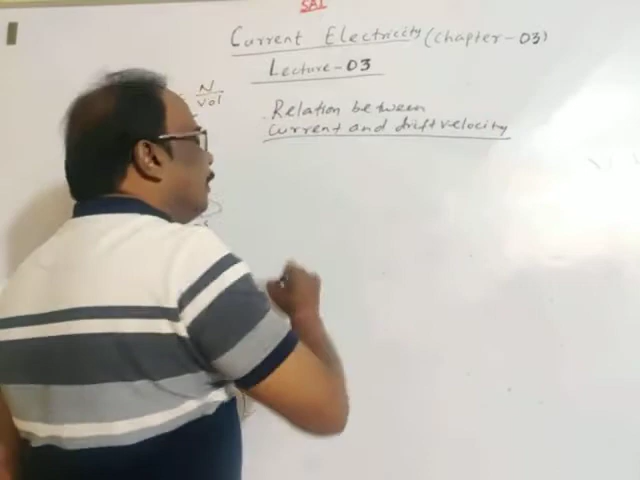 SAI
Current Electricity (Chapter-03)
Lecture-03
N
vol
Relation between
current and drift velocity